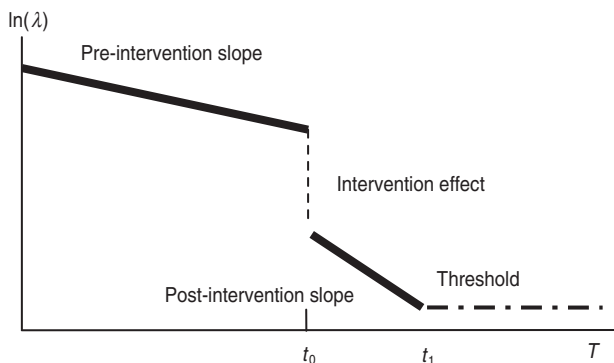 ln(λ)
Pre-intervention slope
Intervention effect
Threshold
Post-intervention slope
t₀
t₁
T